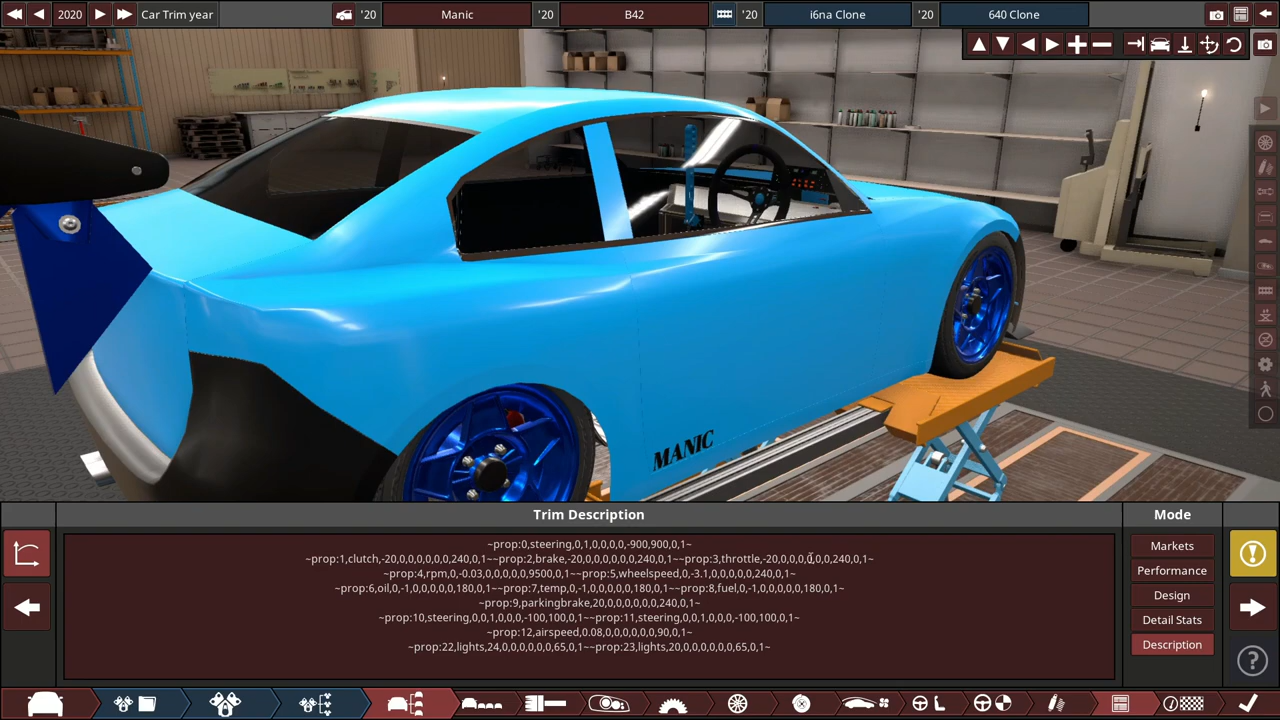 2020
Car Trim year
'20
Manic
'20
B42
'20
i6na Clone
'20
640 Clone
MANIC
Trim Description
~prop:0,steering,0,1,0,0,0,0,-900,900,0,1~
~prop:1,clutch,-20,0,0,0,0,0,0,240,0,1~~prop:2,brake,-20,0,0,0,0,0,0,240,0,1~~prop:3,throttle,-20,0,0,0,0,0,0,240,0,1~
~prop:4,rpm,0,-0.03,0,0,0,0,0,9500,0,1~~prop:5,wheelspeed,0,-3.1,0,0,0,0,0,240,0,1~
~prop:6,oil,0,-1,0,0,0,0,0,180,0,1~~prop:7,temp,0,-1,0,0,0,0,0,180,0,1~~prop:8,fuel,0,-1,0,0,0,0,0,180,0,1~
~prop:9,parkingbrake,20,0,0,0,0,0,0,240,0,1~
~prop:10,steering,0,0,1,0,0,0,-100,100,0,1~~prop:11,steering,0,0,1,0,0,0,-100,100,0,1~
~prop:12,airspeed,0.08,0,0,0,0,0,0,90,0,1~
~prop:22,lights,24,0,0,0,0,0,0,65,0,1~~prop:23,lights,20,0,0,0,0,0,0,65,0,1~
Mode
Markets
Performance
Design
Detail Stats
Description